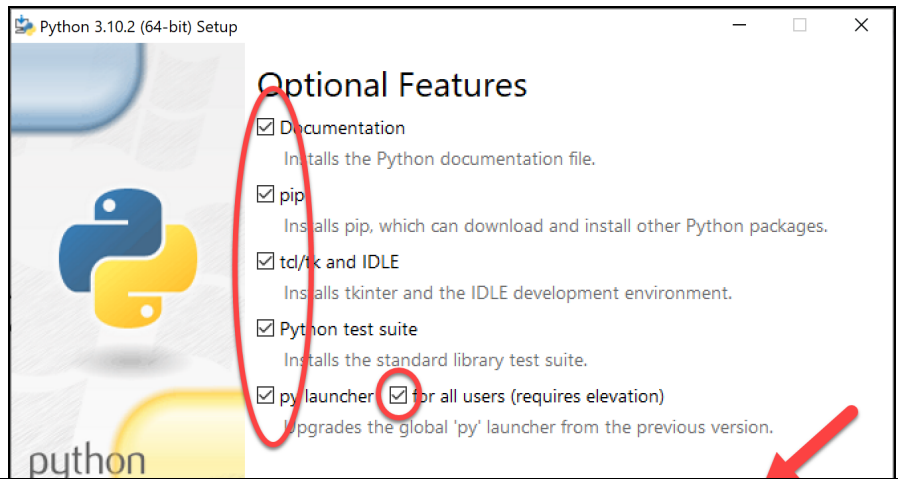 Python 3.10.2 (64-bit) Setup
Optional Features
Documentation
Installs the Python documentation file.
pip
Installs pip, which can download and install other Python packages.
tcl/tk and IDLE
Installs tkinter and the IDLE development environment.
Python test suite
Installs the standard library test suite.
py launcher for all users (requires elevation)
Upgrades the global 'py' launcher from the previous version.
python